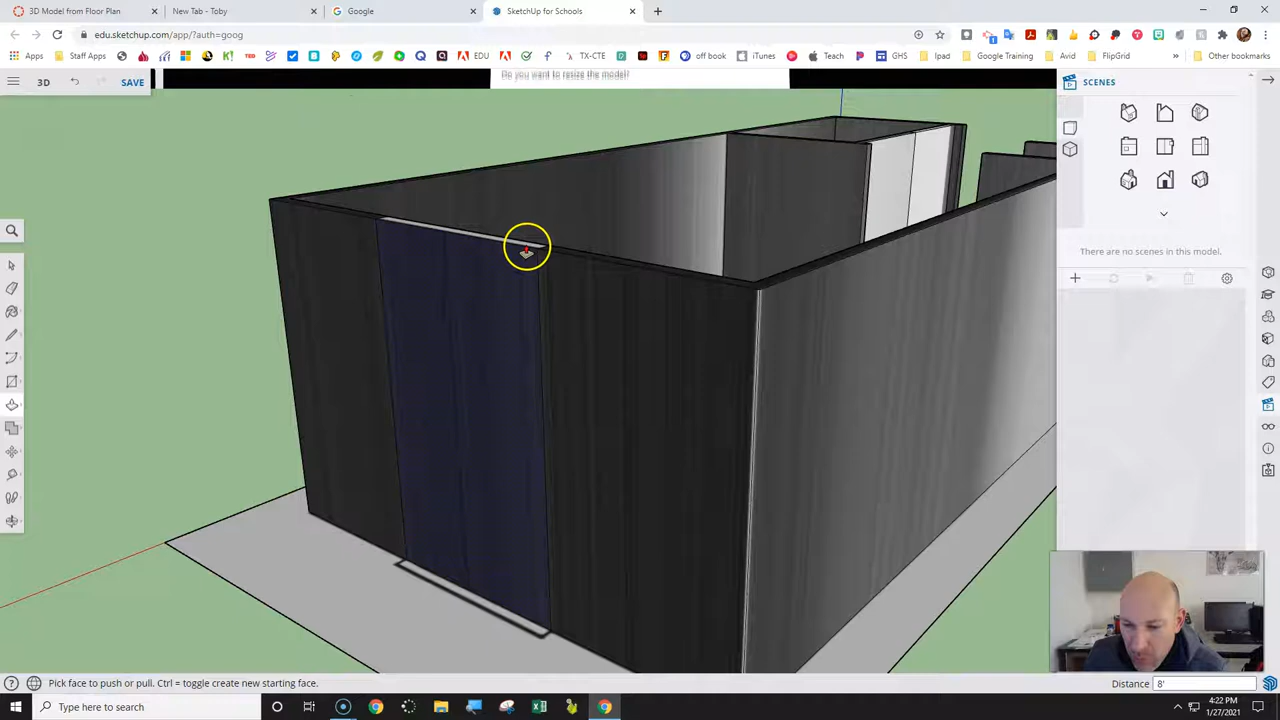 3D Model from Floor Plan
New Tab - Toby
Google
SketchUp for Schools
edu.sketchup.com/app/?auth=goog
Apps
Staff Apps
TED
EDU
TX-CTE
off book
iTunes
Teach
GHS
Ipad
Google Training
Avid
FlipGrid
Other bookmarks
3D
SAVE
Do you want to resize the model?
SCENES
There are no scenes in this model.
Pick face to push or pull. Ctrl = toggle create new starting face.
Distance
8'
Type here to search
4:22 PM
1/27/2021